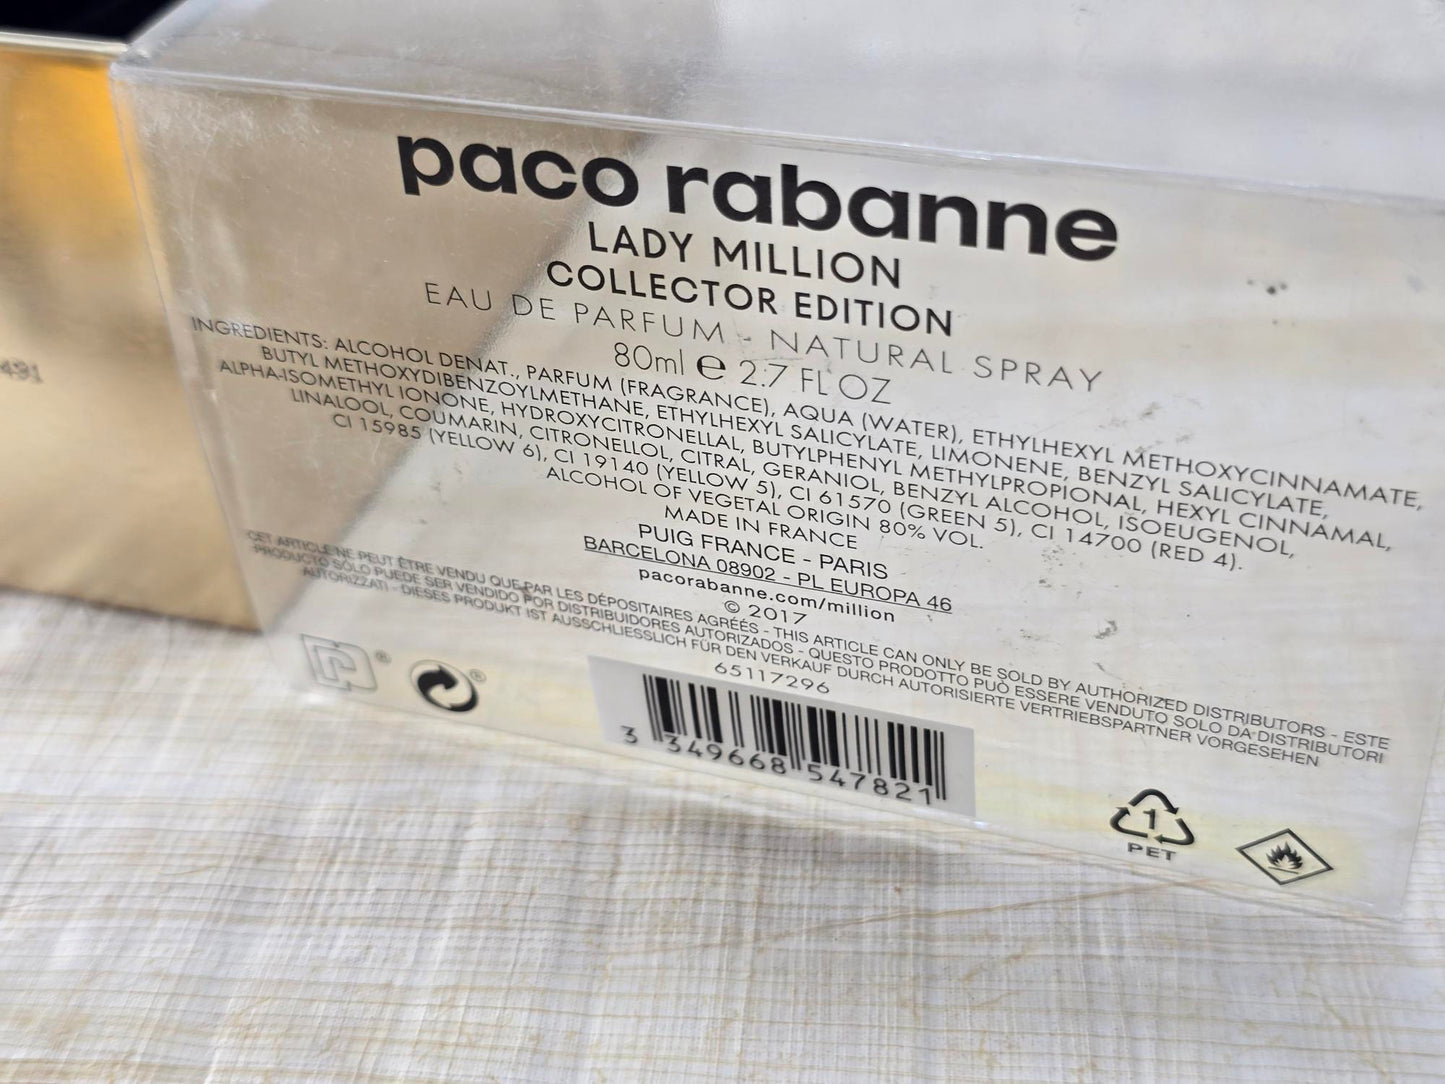 paco rabanne
LADY MILLION
COLLECTOR EDITION
EAU DE PARFUM - NATURAL SPRAY
80ml ℮ 2.7 FL OZ
INGREDIENTS: ALCOHOL DENAT., PARFUM (FRAGRANCE), AQUA (WATER), ETHYLHEXYL METHOXYCINNAMATE,
BUTYL METHOXYDIBENZOYLMETHANE, ETHYLHEXYL SALICYLATE, LIMONENE, BENZYL SALICYLATE,
ALPHA-ISOMETHYL IONONE, HYDROXYCITRONELLAL, BUTYLPHENYL METHYLPROPIONAL, HEXYL CINNAMAL,
LINALOOL, COUMARIN, CITRONELLOL, CITRAL, GERANIOL, BENZYL ALCOHOL, ISOEUGENOL,
CI 15985 (YELLOW 6), CI 19140 (YELLOW 5), CI 61570 (GREEN 5), CI 14700 (RED 4).
ALCOHOL OF VEGETAL ORIGIN 80% VOL.
MADE IN FRANCE
PUIG FRANCE - PARIS
BARCELONA 08902 - PL EUROPA 46
pacorabanne.com/million
© 2017
CET ARTICLE NE PEUT ÊTRE VENDU QUE PAR LES DÉPOSITAIRES AGRÉÉS - THIS ARTICLE CAN ONLY BE SOLD BY AUTHORIZED DISTRIBUTORS - ESTE
PRODUCTO SÓLO PUEDE SER VENDIDO POR DISTRIBUIDORES AUTORIZADOS - QUESTO PRODOTTO PUÒ ESSERE VENDUTO SOLO DA DISTRIBUTORI
AUTORIZZATI - DIESES PRODUKT IST AUSSCHLIESSLICH FÜR DEN VERKAUF DURCH AUTORISIERTE VERTRIEBSPARTNER VORGESEHEN
65117296
3 349668 547821
1
PET
491